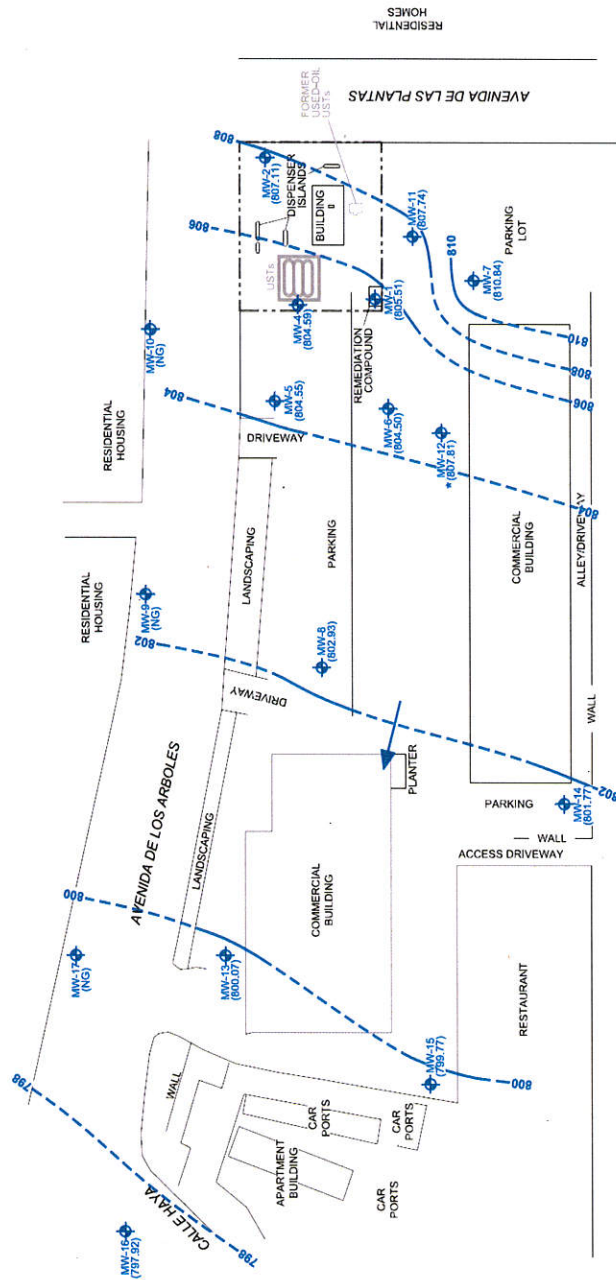 RESIDENTIAL
HOMES
AVENIDA DE LAS PLANTAS
FORMER
USED-OIL
USTs
808
MW-2
(807.11)
DISPENSER
ISLANDS
BUILDING
MW-11
(807.74)
PARKING
LOT
810
806
USTs
MW-7
(810.84)
MW-4
(804.59)
MW-1
(805.51)
REMEDIATION
COMPOUND
MW-10
(NG)
810
808
806
804
MW-5
(804.55)
MW-6
(804.50)
MW-12
*(807.81)
RESIDENTIAL
HOUSING
DRIVEWAY
804
LANDSCAPING
PARKING
COMMERCIAL
BUILDING
ALLEY/DRIVEWAY
RESIDENTIAL
HOUSING
MW-9
(NG)
802
MW-8
(802.93)
DRIVEWAY
WALL
AVENIDA DE LOS ARBOLES
LANDSCAPING
PLANTER
PARKING
MW-14
(801.77)
802
WALL
ACCESS DRIVEWAY
COMMERCIAL
BUILDING
800
MW-17
(NG)
MW-13
(800.07)
RESTAURANT
MW-15
(799.77)
800
798
WALL
CAR
PORTS
CAR
PORTS
APARTMENT
BUILDING
CAR
PORTS
CALLE HAYA
798
MW-16
(797.92)